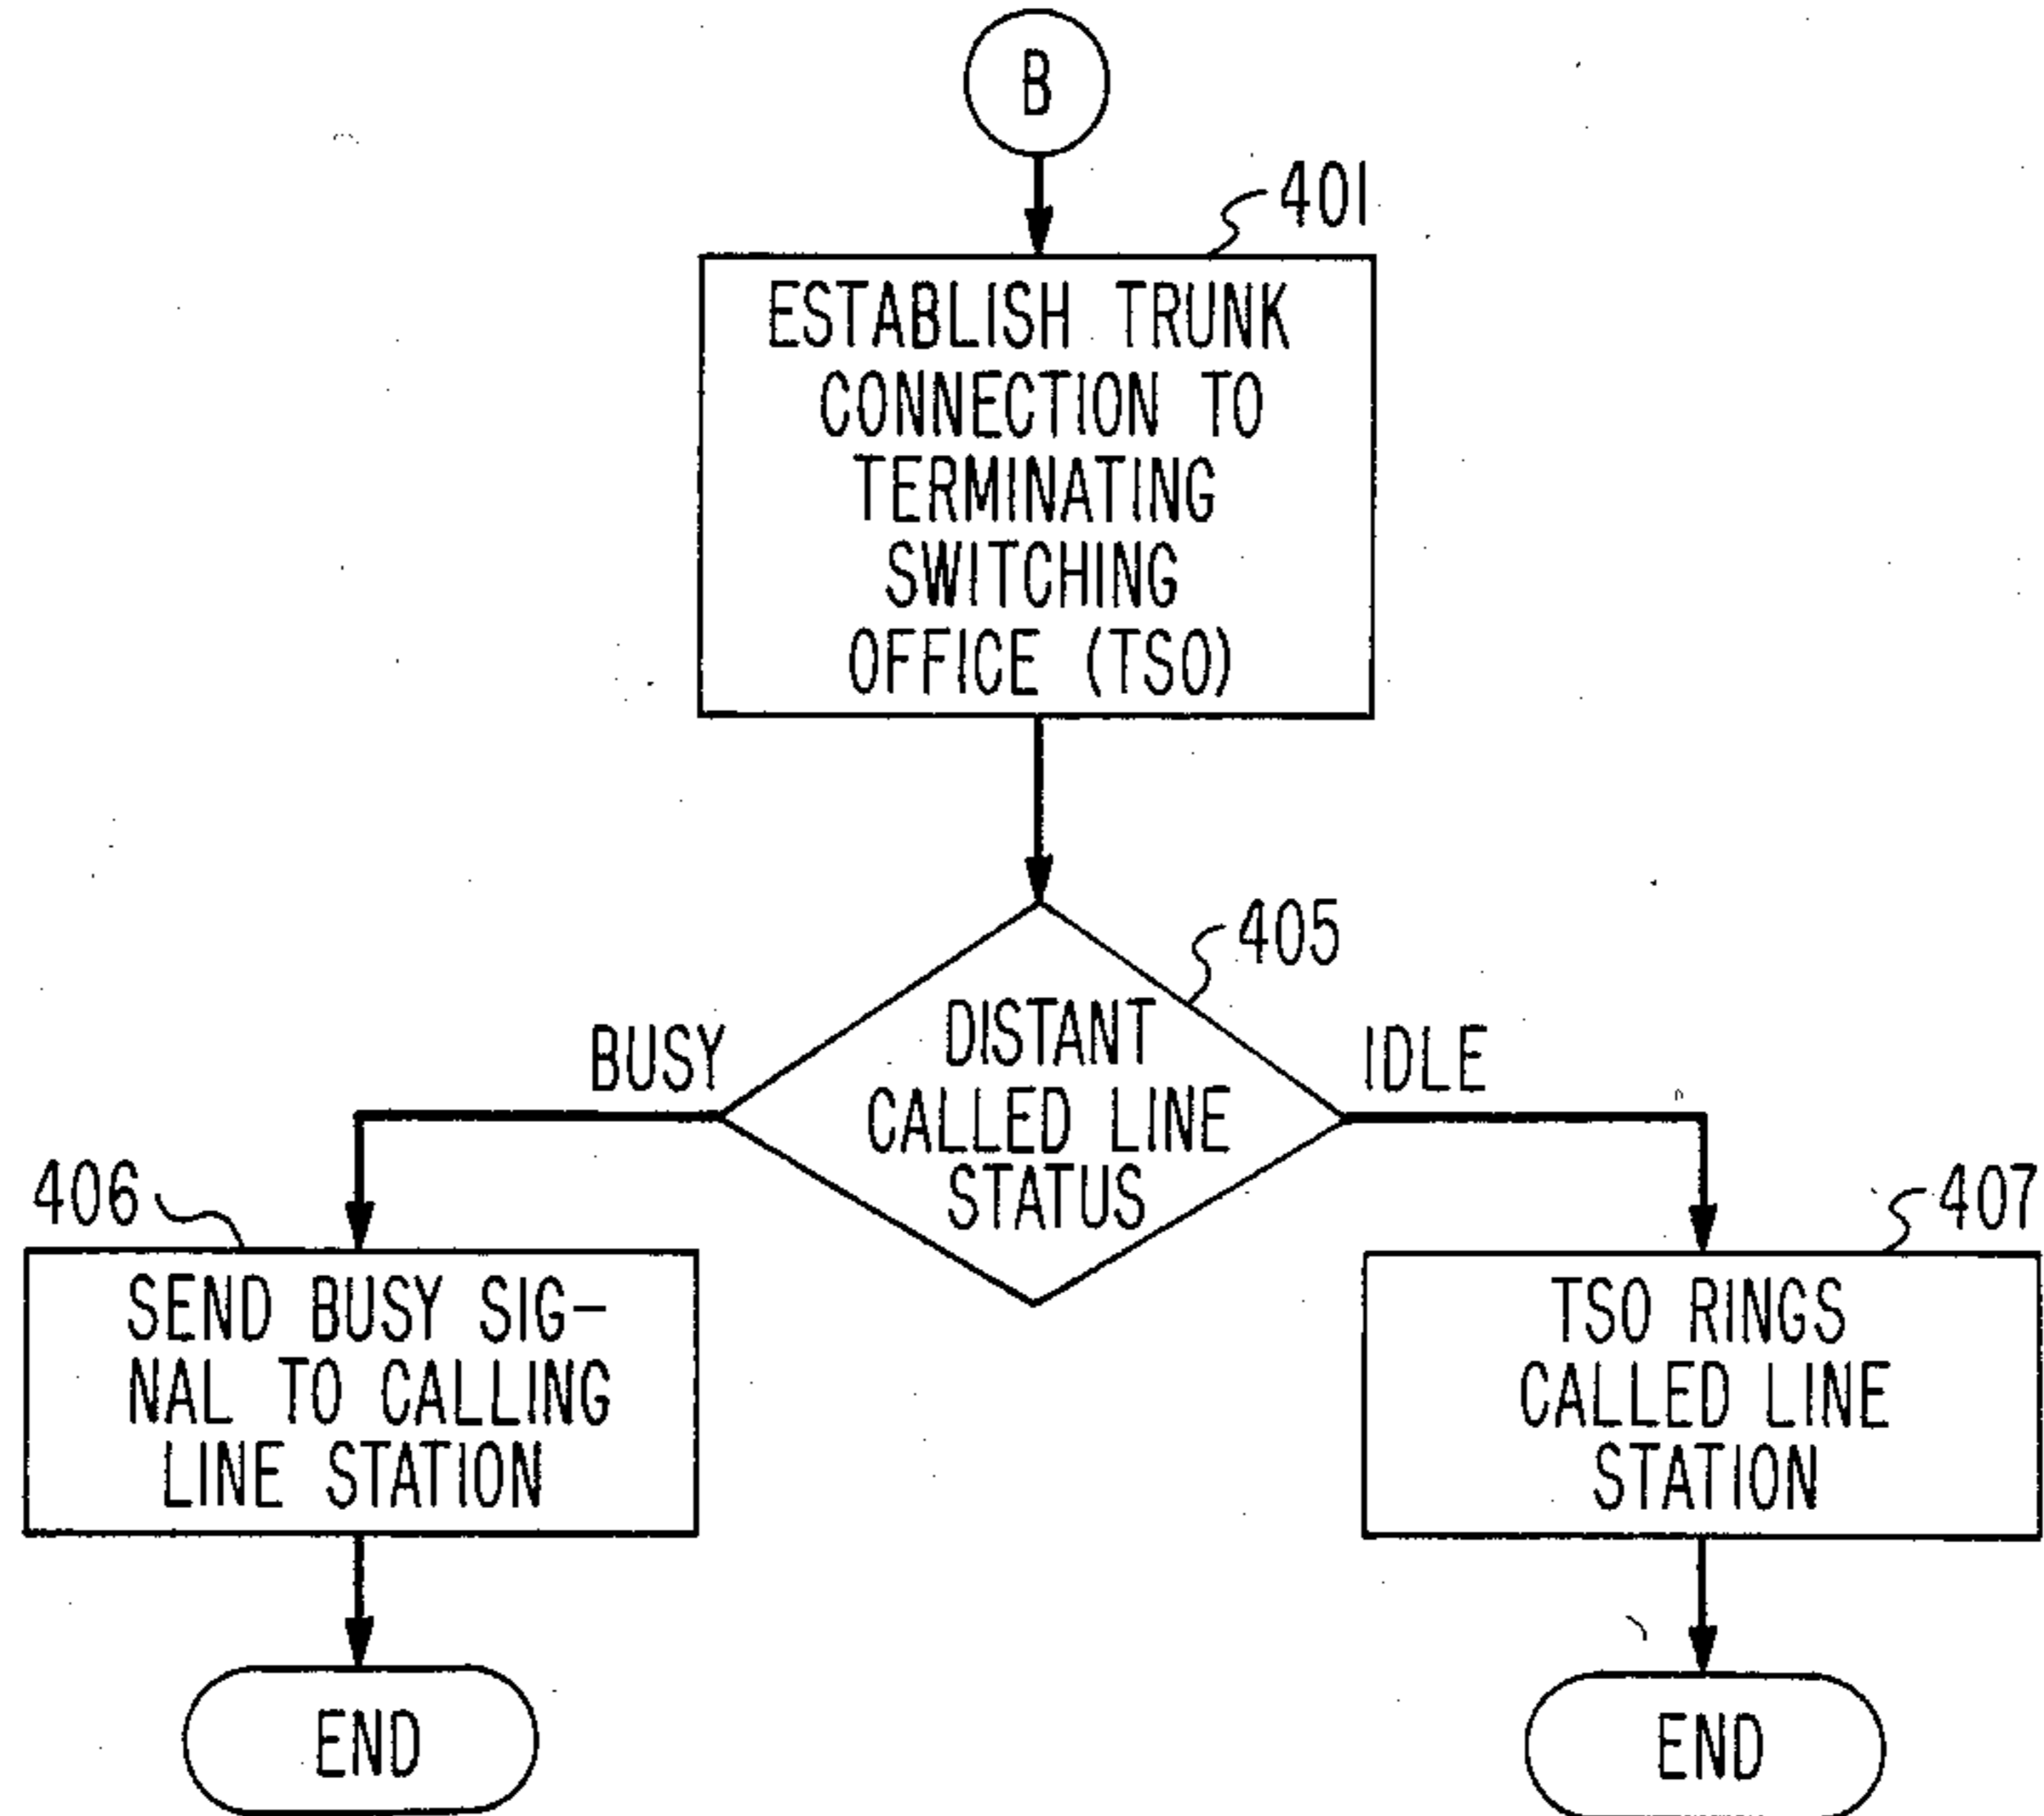 B
401
ESTABLISH TRUNK
CONNECTION TO
TERMINATING
SWITCHING
OFFICE (TSO)
405
DISTANT
CALLED LINE
STATUS
BUSY
IDLE
406
SEND BUSY SIG-
NAL TO CALLING
LINE STATION
407
TSO RINGS
CALLED LINE
STATION
END
END